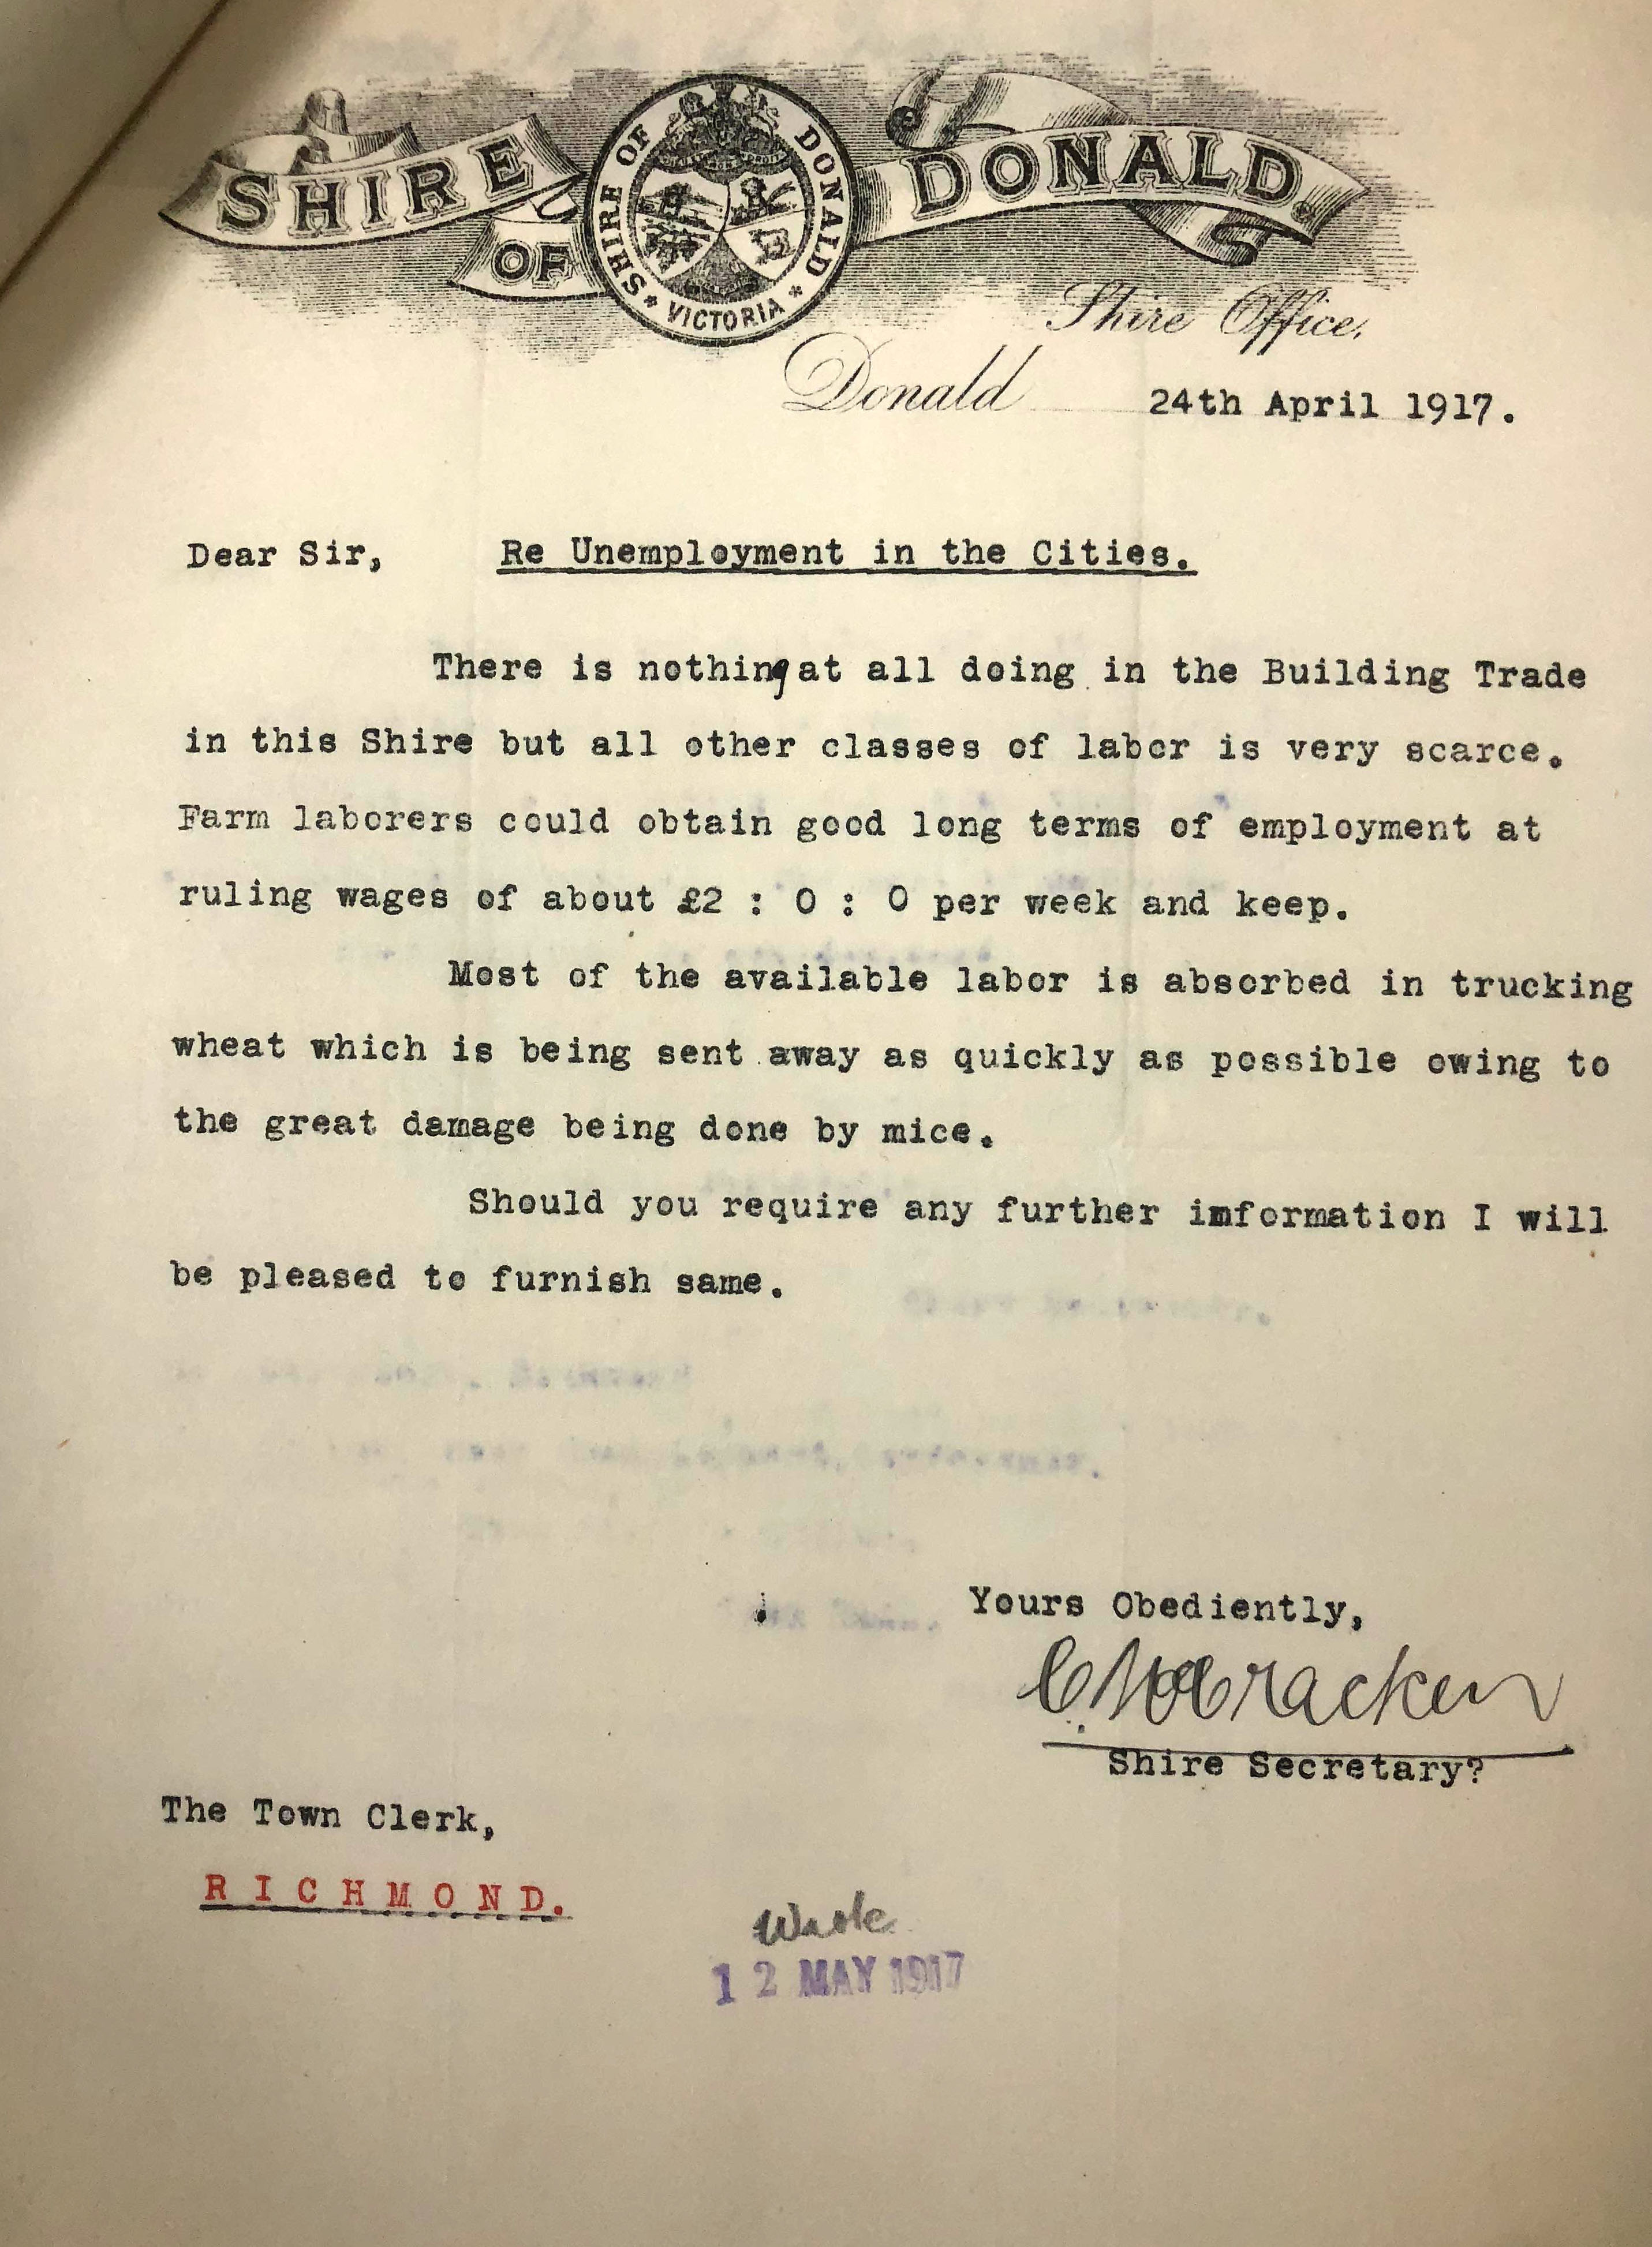 SHIRE OF DONALD.
SHIRE OF DONALD
* VICTORIA *
Shire Office,
Donald 24th April 1917.
Dear Sir, Re Unemployment in the Cities.
There is nothing at all doing in the Building Trade
in this Shire but all other classes of labor is very scarce.
Farm laborers could obtain good long terms of employment at
ruling wages of about £2 : 0 : 0 per week and keep.
Most of the available labor is absorbed in trucking
wheat which is being sent away as quickly as possible owing to
the great damage being done by mice.
Should you require any further imformation I will
be pleased to furnish same.
Yours Obediently,
C McCracken
Shire Secretary?
The Town Clerk,
RICHMOND.
12 MAY 1917